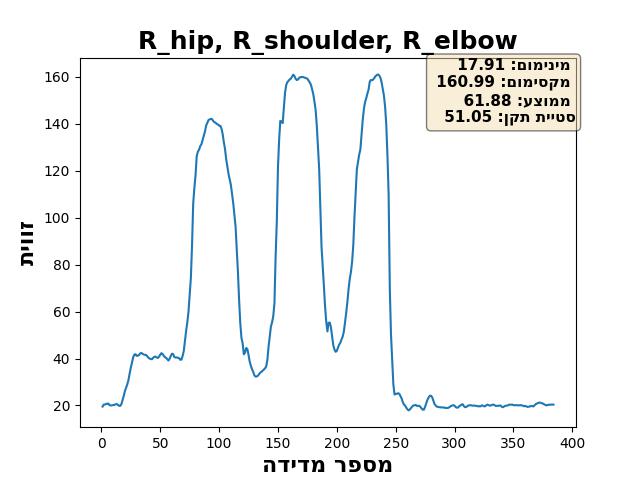 R_hip, R_shoulder, R_elbow
מינימום: 17.91
מקסימום: 160.99
ממוצע: 61.88
סטיית תקן: 51.05
160
140
120
100
80
60
40
20
זווית
0 50 100 150 200 250 300 350 400
מספר מדידה